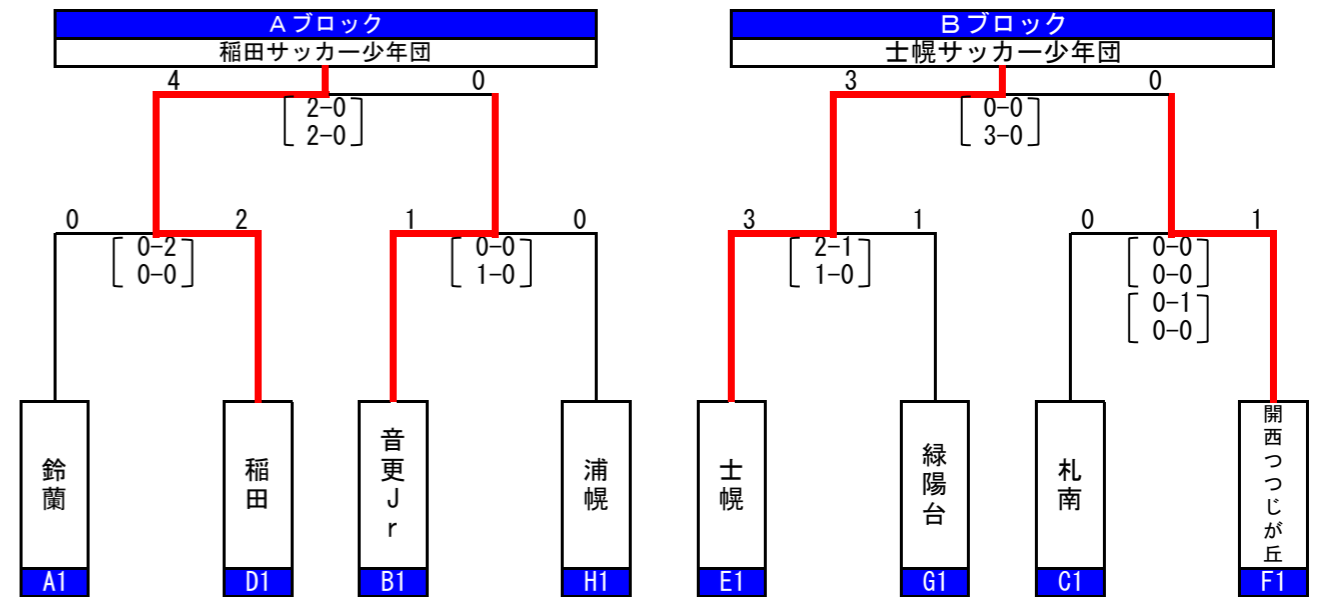 Aブロック
稲田サッカー少年団
4
0
2-0
2-0
0
2
0-2
0-0
1
0
0-0
1-0
鈴蘭
稲田
音更Jr
浦幌
A1
D1
B1
H1
Bブロック
士幌サッカー少年団
3
0
0-0
3-0
3
1
2-1
1-0
0
1
0-0
0-0
0-1
0-0
士幌
緑陽台
札南
開西つつじが丘
E1
G1
C1
F1